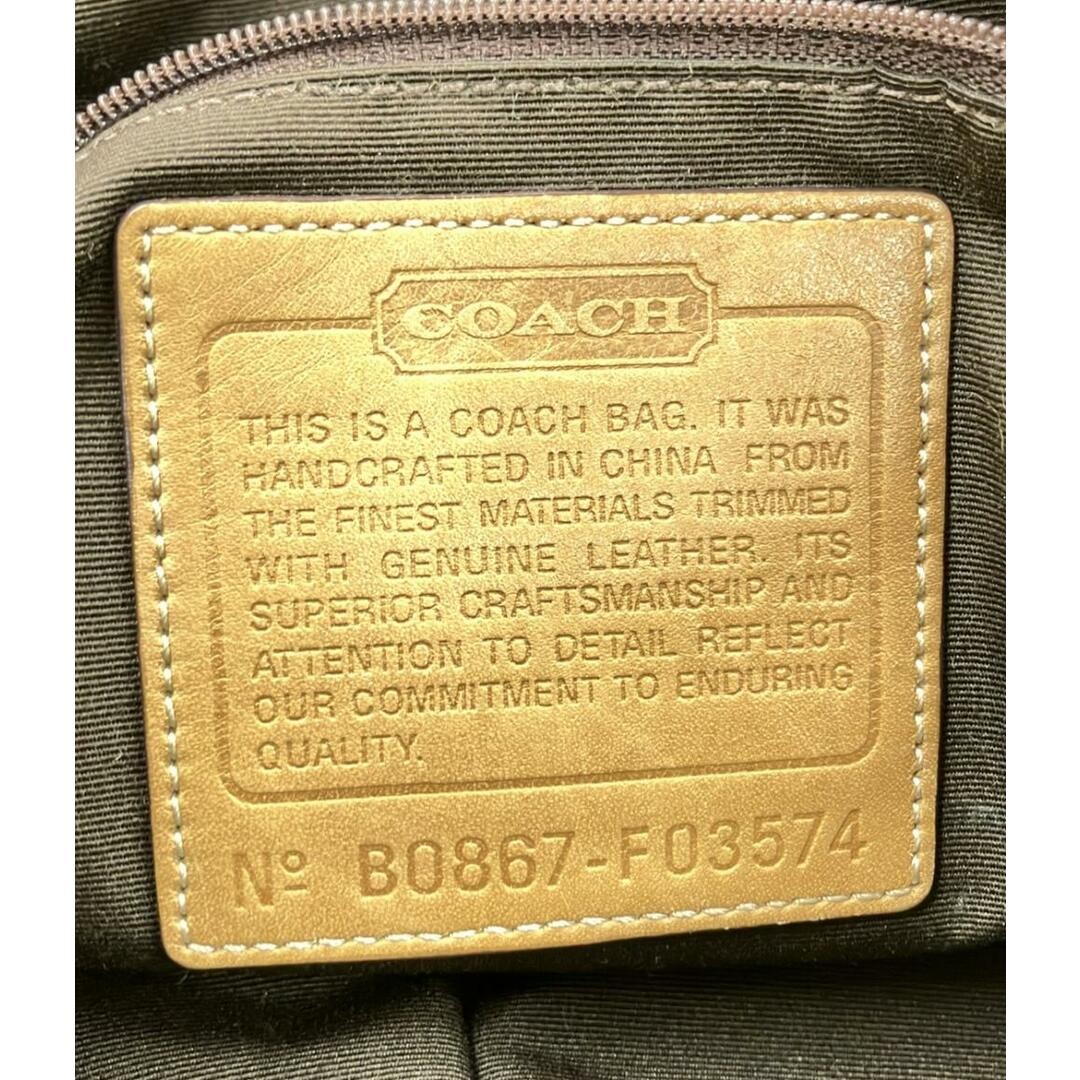 COACH
THIS IS A COACH BAG. IT WAS
HANDCRAFTED IN CHINA FROM
THE FINEST MATERIALS TRIMMED
WITH GENUINE LEATHER. ITS
SUPERIOR CRAFTSMANSHIP AND
ATTENTION TO DETAIL REFLECT
OUR COMMITMENT TO ENDURING
QUALITY.
Nº B0867-F03574